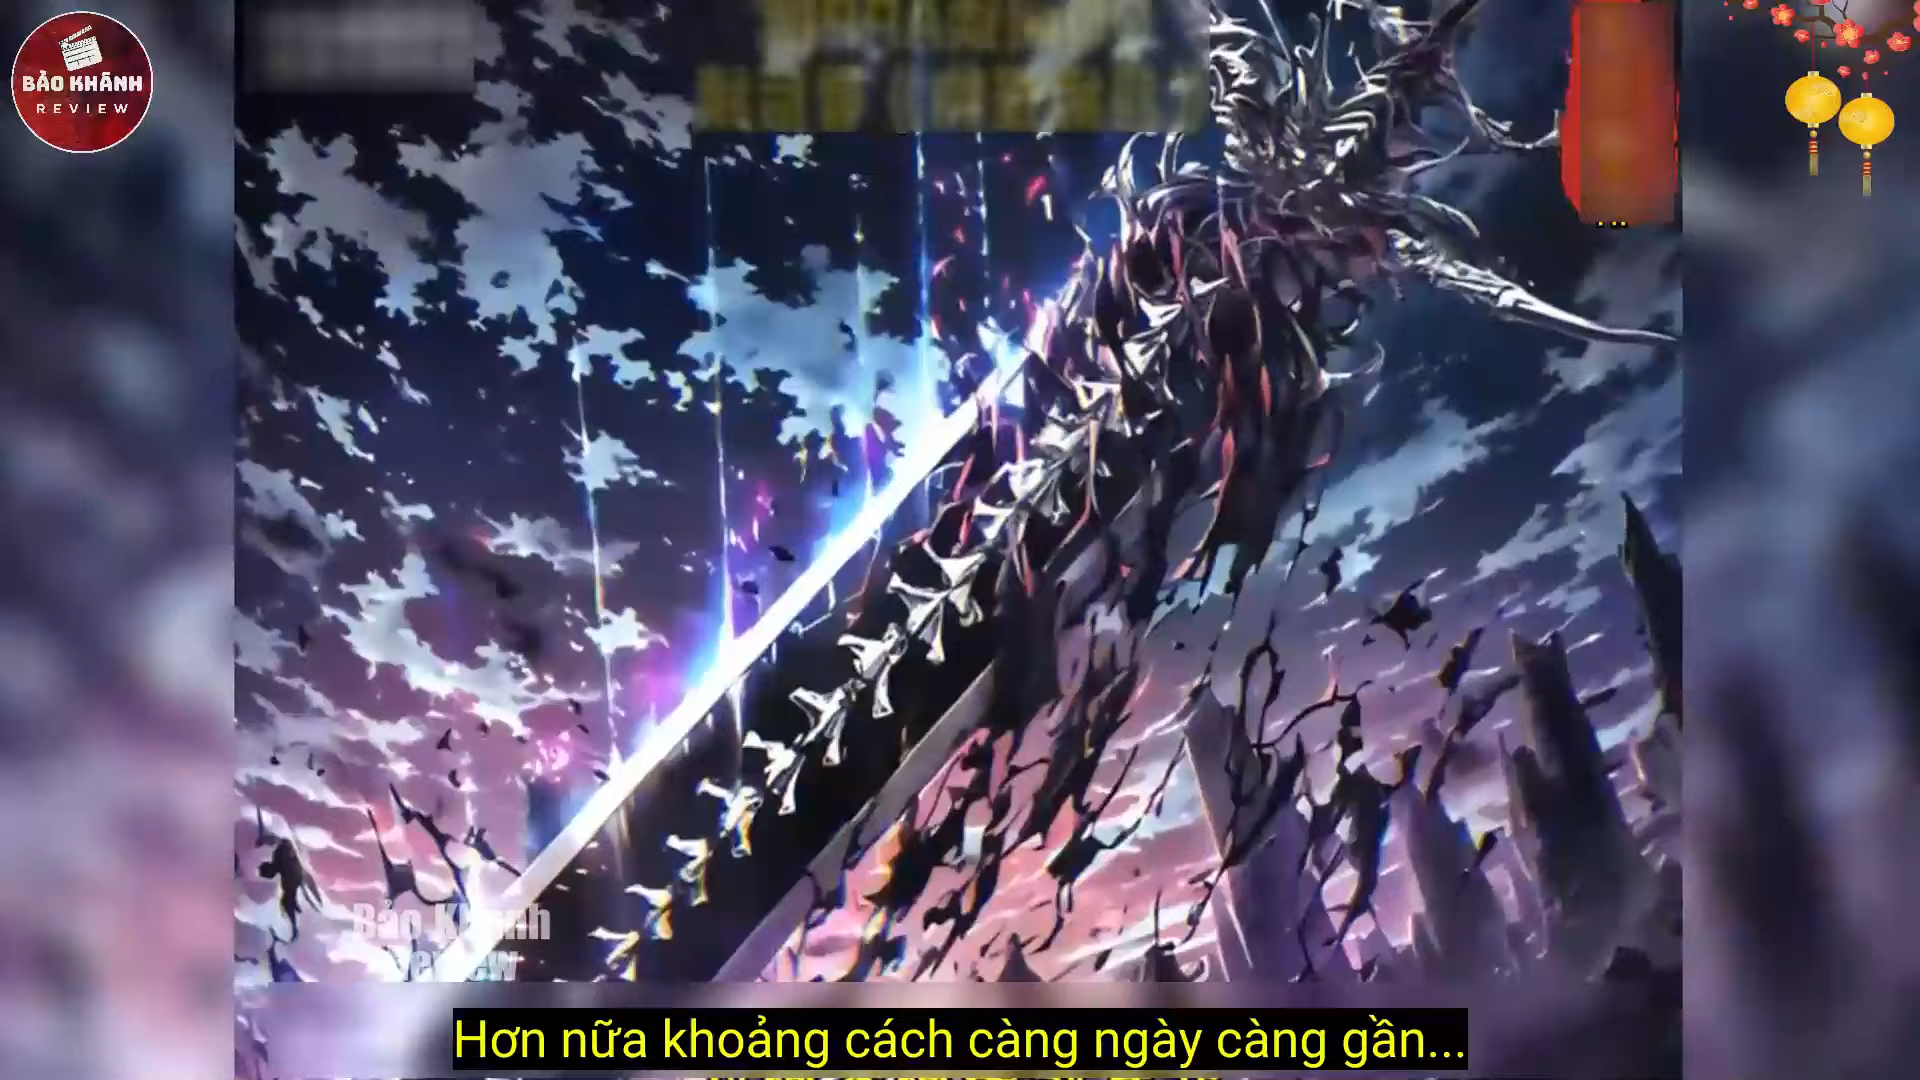 BẢO KHÁNH
REVIEW
Bảo Khánh
Review
Hơn nữa khoảng cách càng ngày càng gần...